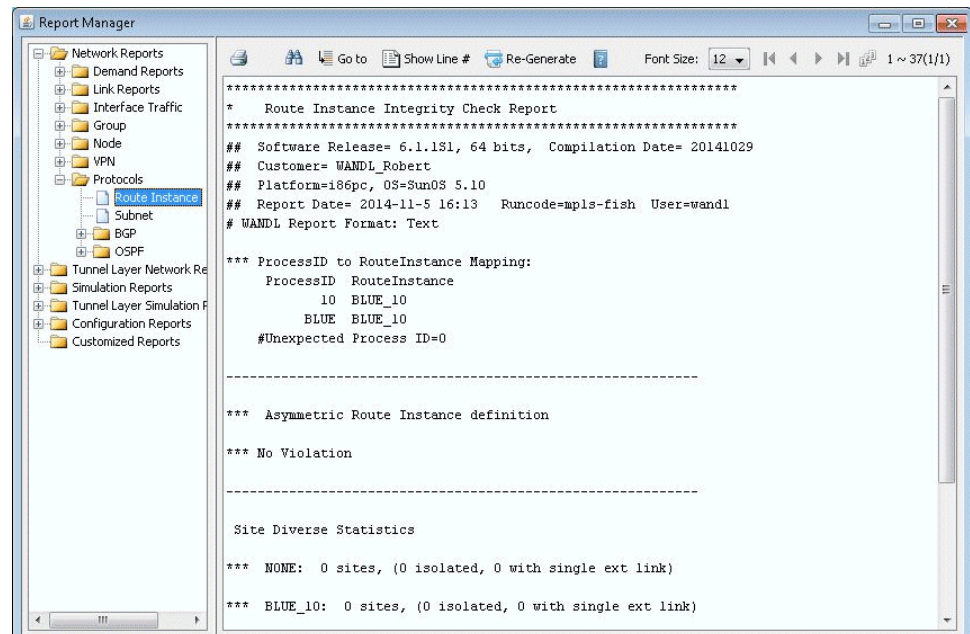 Report Manager
Network Reports
Demand Reports
Link Reports
Interface Traffic
Group
Node
VPN
Protocols
Route Instance
Subnet
BGP
OSPF
Tunnel Layer Network Re
Simulation Reports
Tunnel Layer Simulation R
Configuration Reports
Customized Reports
Go to Show Line # Re-Generate ? Font Size: 12 1 ~ 37(1/1)
*****************************************************************
* Route Instance Integrity Check Report
*****************************************************************
## Software Release= 6.1.1S1, 64 bits, Compilation Date= 20141029
## Customer= WANDL_Robert
## Platform=i86pc, OS=SunOS 5.10
## Report Date= 2014-11-5 16:13 Runcode=mpls-fish User=wandl
# WANDL Report Format: Text
*** ProcessID to RouteInstance Mapping:
ProcessID RouteInstance
10 BLUE_10
BLUE BLUE_10
#Unexpected Process ID=0
------------------------------------------------------------
*** Asymmetric Route Instance definition
*** No Violation
------------------------------------------------------------
Site Diverse Statistics
*** NONE: 0 sites, (0 isolated, 0 with single ext link)
*** BLUE_10: 0 sites, (0 isolated, 0 with single ext link)